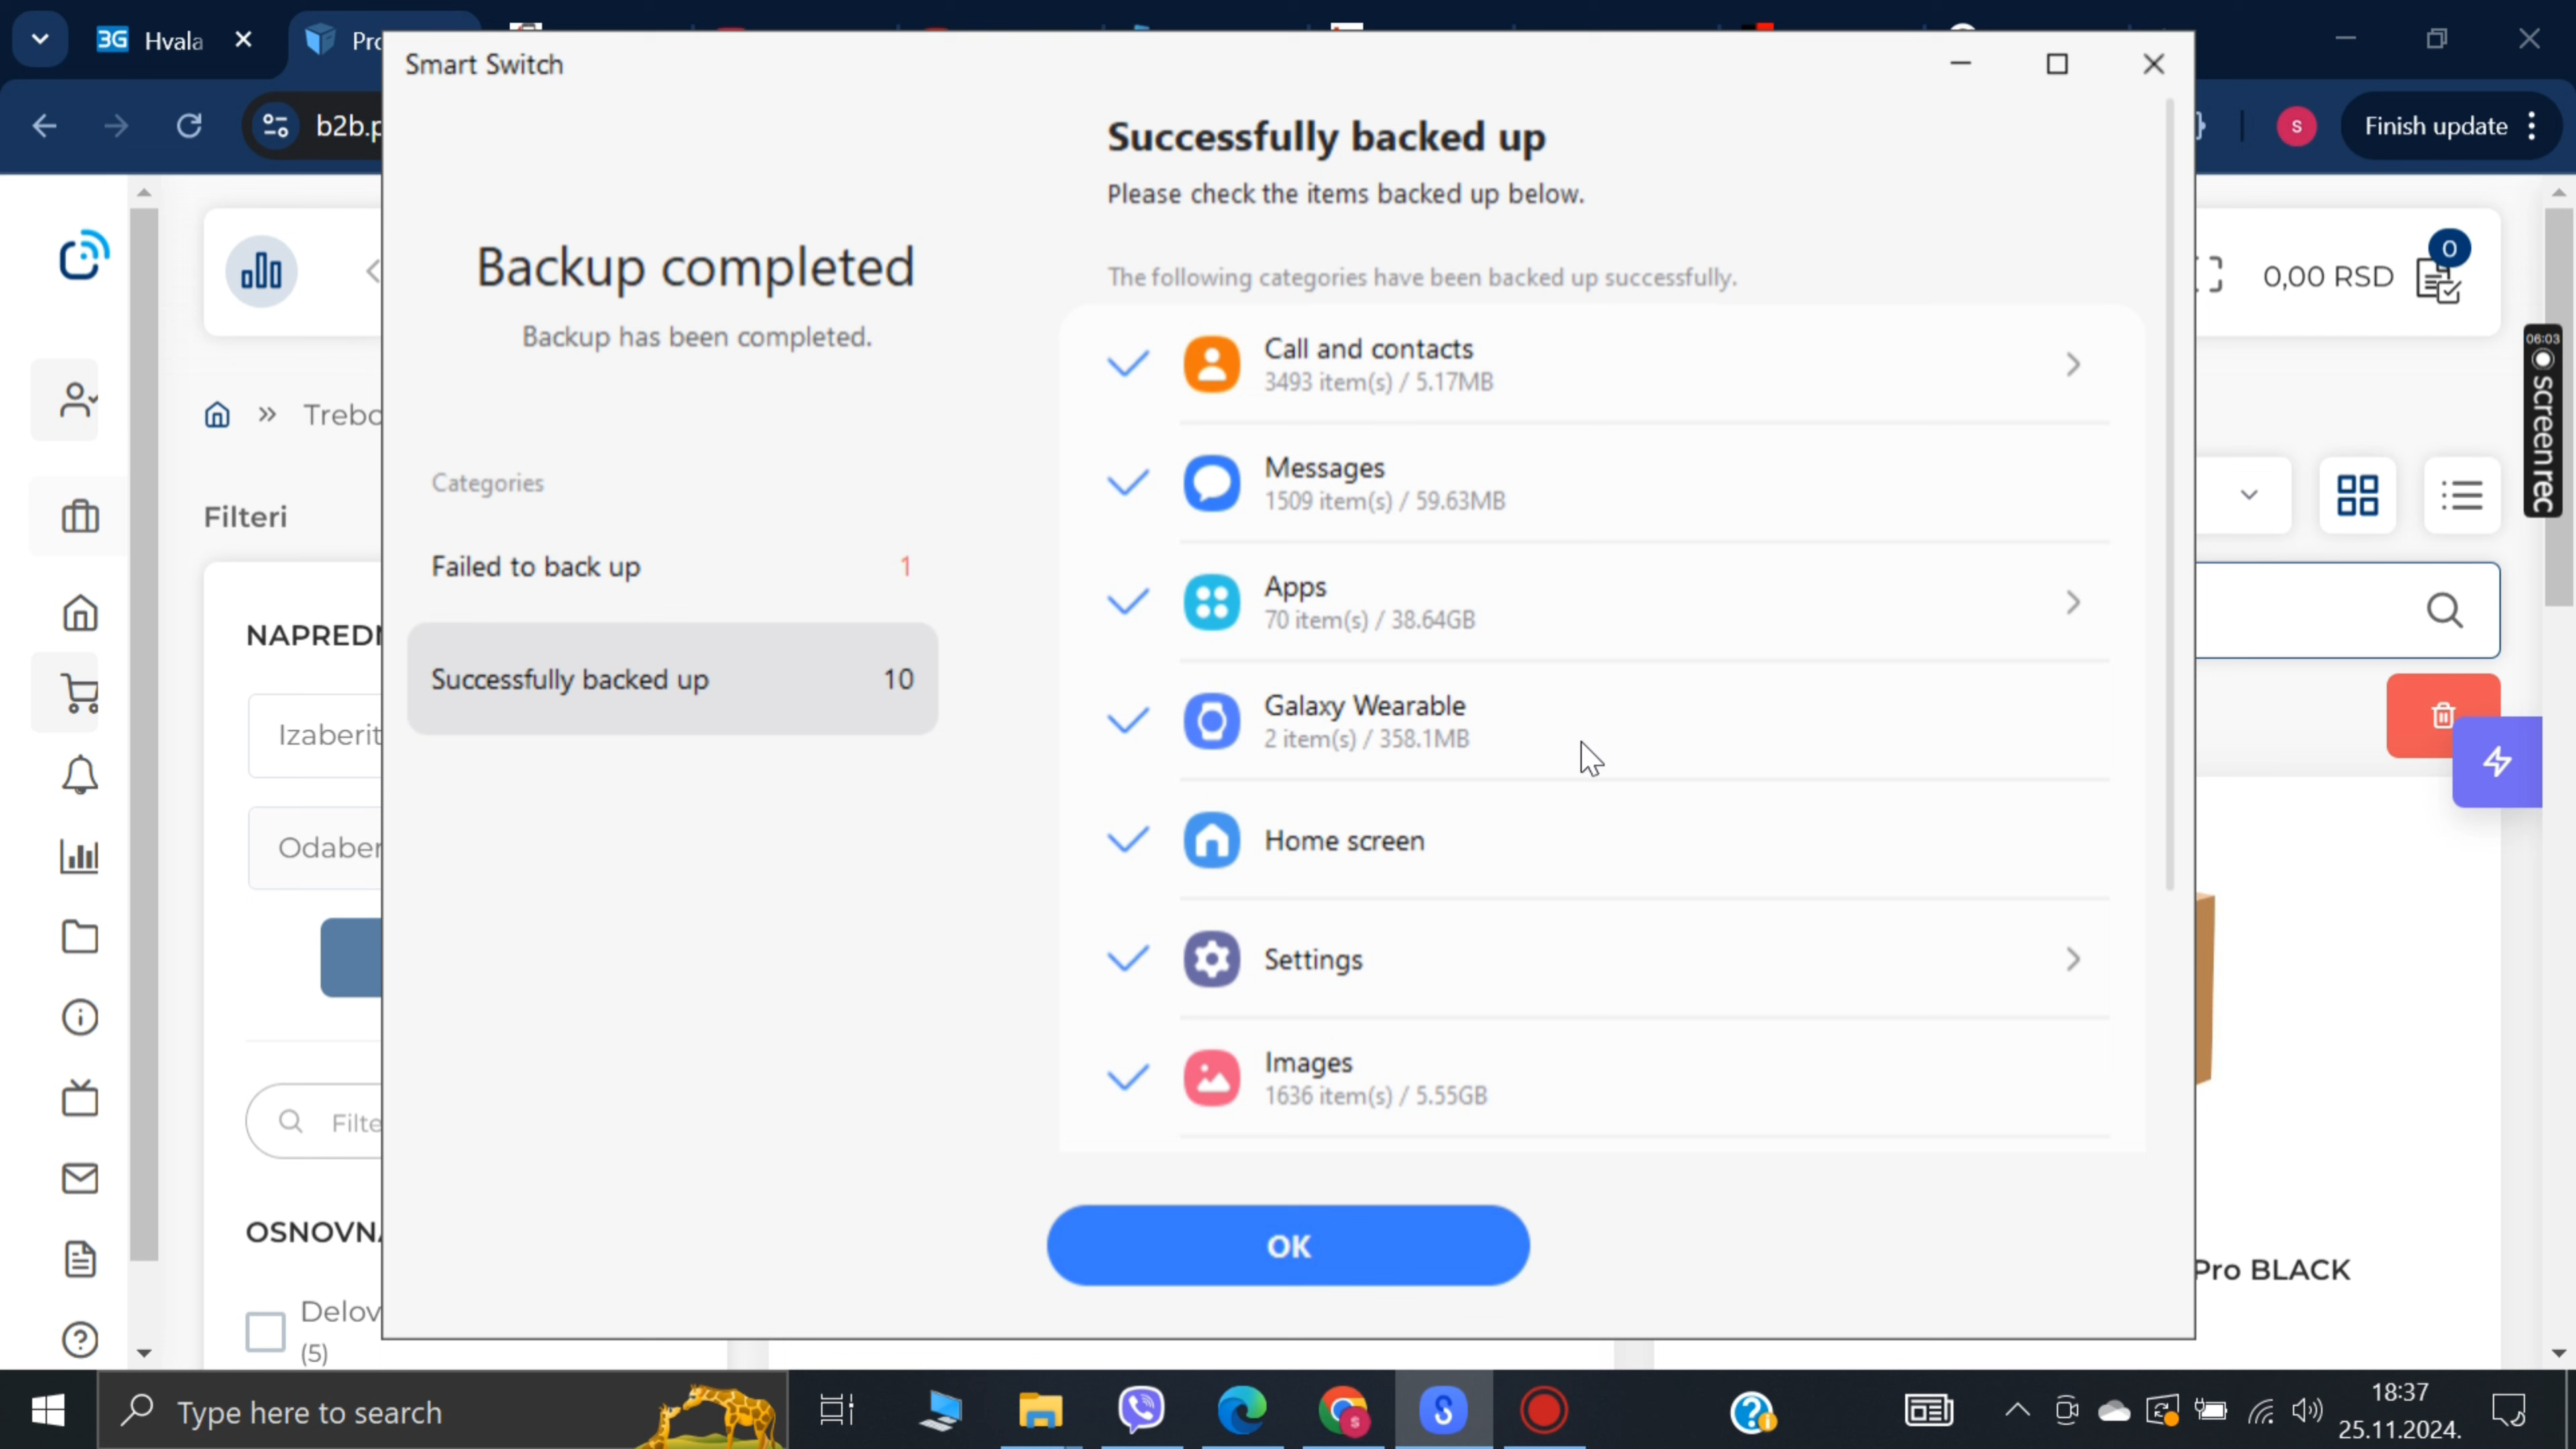 Hvala
Smart Switch
b2b.p
Finish update
S
Successfully backed up
Please check the items backed up below.
Backup completed
Backup has been completed.
The following categories have been backed up successfully.
0
0,00 RSD
06:03
screenrec
Call and contacts
3493 item(s) / 5.17MB
Trebo
Categories
Messages
1509 item(s) / 59.63MB
Filteri
Failed to back up 1
Apps
70 item(s) / 38.64GB
NAPREDN
Successfully backed up 10
Galaxy Wearable
2 item(s) / 358.1MB
Izaberit
Odaber
Home screen
Settings
Images
1636 item(s) / 5.55GB
Filte
OSNOVNA
OK
Pro BLACK
Delov
(5)
Type here to search
18:37
25.11.2024.